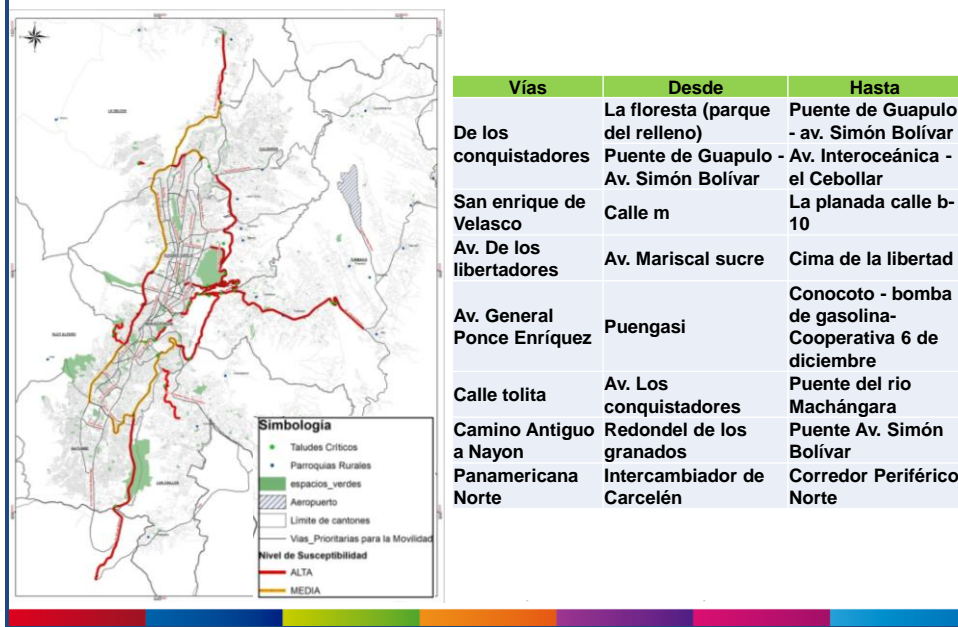 Vías Desde Hasta
De los
conquistadores
La floresta (parque
del relleno)
Puente de Guapulo
- av. Simón Bolívar
Puente de Guapulo -
Av. Simón Bolívar
Av. Interoceánica -
el Cebollar
San enrique de
Velasco
Calle m
La planada calle b-
10
Av. De los
libertadores
Av. Mariscal sucre
Cima de la libertad
Av. General
Ponce Enríquez
Puengasi
Conocoto - bomba
de gasolina-
Cooperativa 6 de
diciembre
Calle tolita
Av. Los
conquistadores
Puente del rio
Machángara
Camino Antiguo
a Nayon
Redondel de los
granados
Puente Av. Simón
Bolívar
Panamericana
Norte
Intercambiador de
Carcelén
Corredor Periférico
Norte
Simbología
Taludes Críticos
Parroquias Rurales
espacios_verdes
Aeropuerto
Limite de cantones
Vias_Prioritarias para la Movilidad
Nivel de Susceptibilidad
ALTA
MEDIA